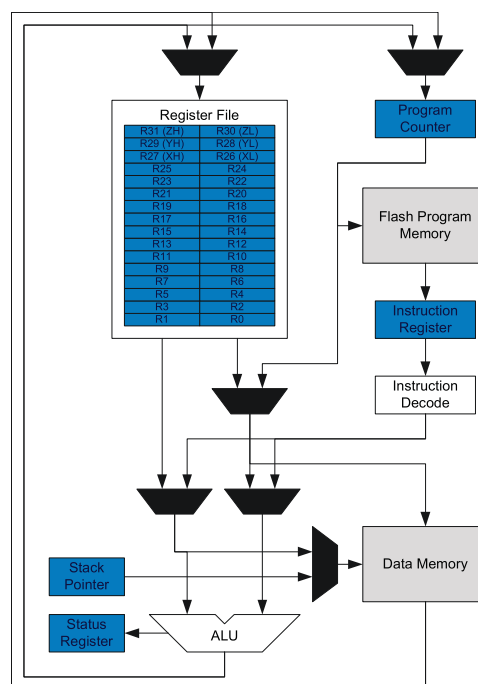 Register File
R31 (ZH) R30 (ZL)
R29 (YH) R28 (YL)
R27 (XH) R26 (XL)
R25 R24
R23 R22
R21 R20
R19 R18
R17 R16
R15 R14
R13 R12
R11 R10
R9 R8
R7 R6
R5 R4
R3 R2
R1 R0
Program
Counter
Flash Program
Memory
Instruction
Register
Instruction
Decode
Stack
Pointer
Data Memory
Status
Register
ALU